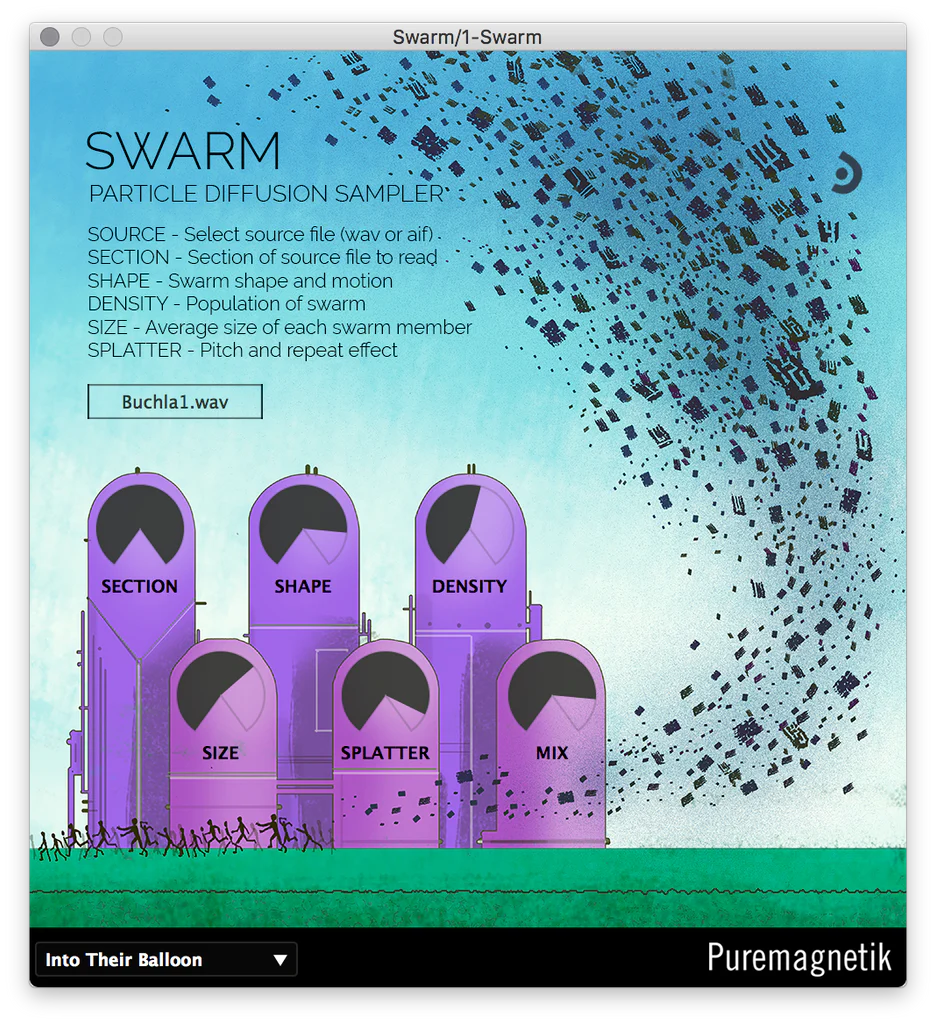 Swarm/1-Swarm
SWARM
PARTICLE DIFFUSION SAMPLER
SOURCE - Select source file (wav or aif)
SECTION - Section of source file to read
SHAPE - Swarm shape and motion
DENSITY - Population of swarm
SIZE - Average size of each swarm member
SPLATTER - Pitch and repeat effect
Buchla1.wav
SECTION
SHAPE
DENSITY
SIZE
SPLATTER
MIX
Into Their Balloon
Puremagnetik